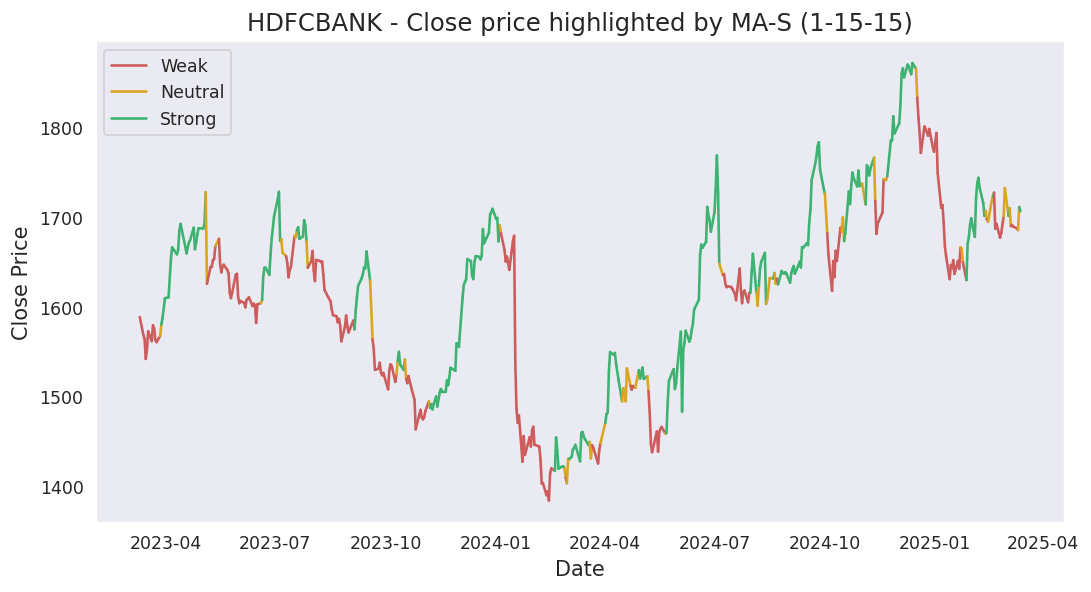 HDFCBANK - Close price highlighted by MA-S (1-15-15)
Weak
Neutral
Strong
Close Price
1800
1700
1600
1500
1400
2023-04 2023-07 2023-10 2024-01 2024-04 2024-07 2024-10 2025-01 2025-04
Date